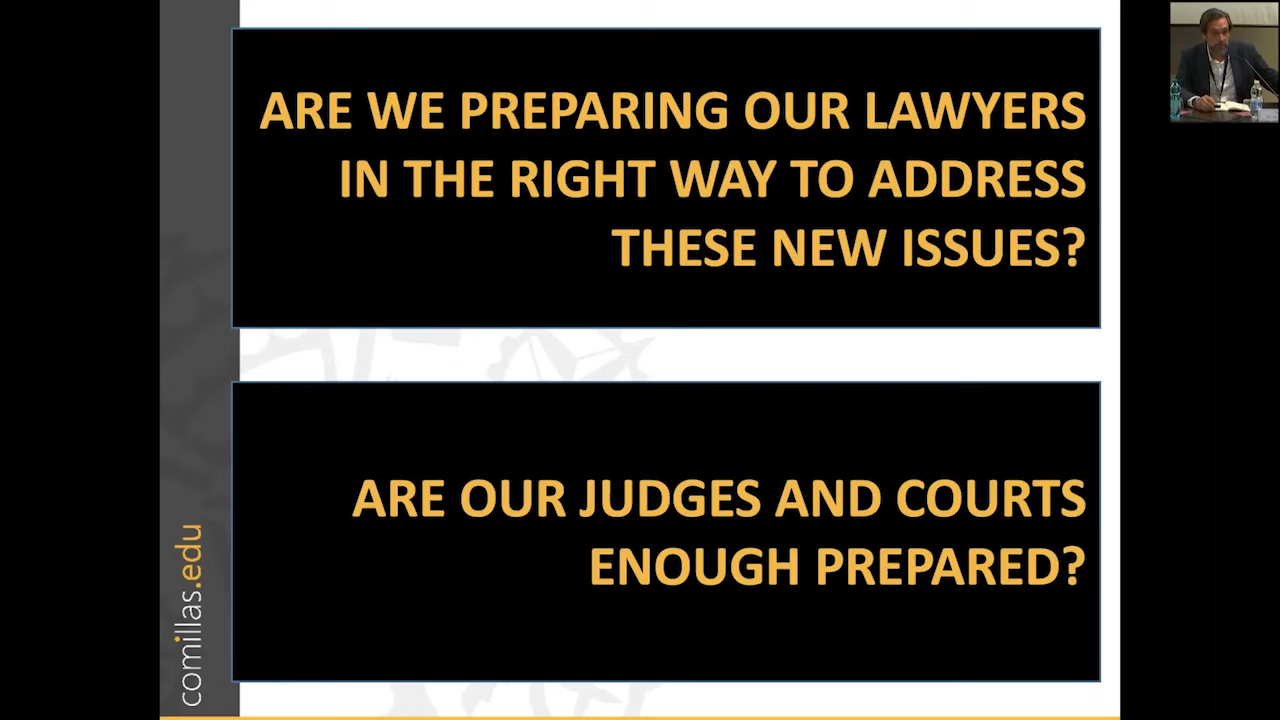 ARE WE PREPARING OUR LAWYERS
IN THE RIGHT WAY TO ADDRESS
THESE NEW ISSUES?
ARE OUR JUDGES AND COURTS
ENOUGH PREPARED?
comillas.edu